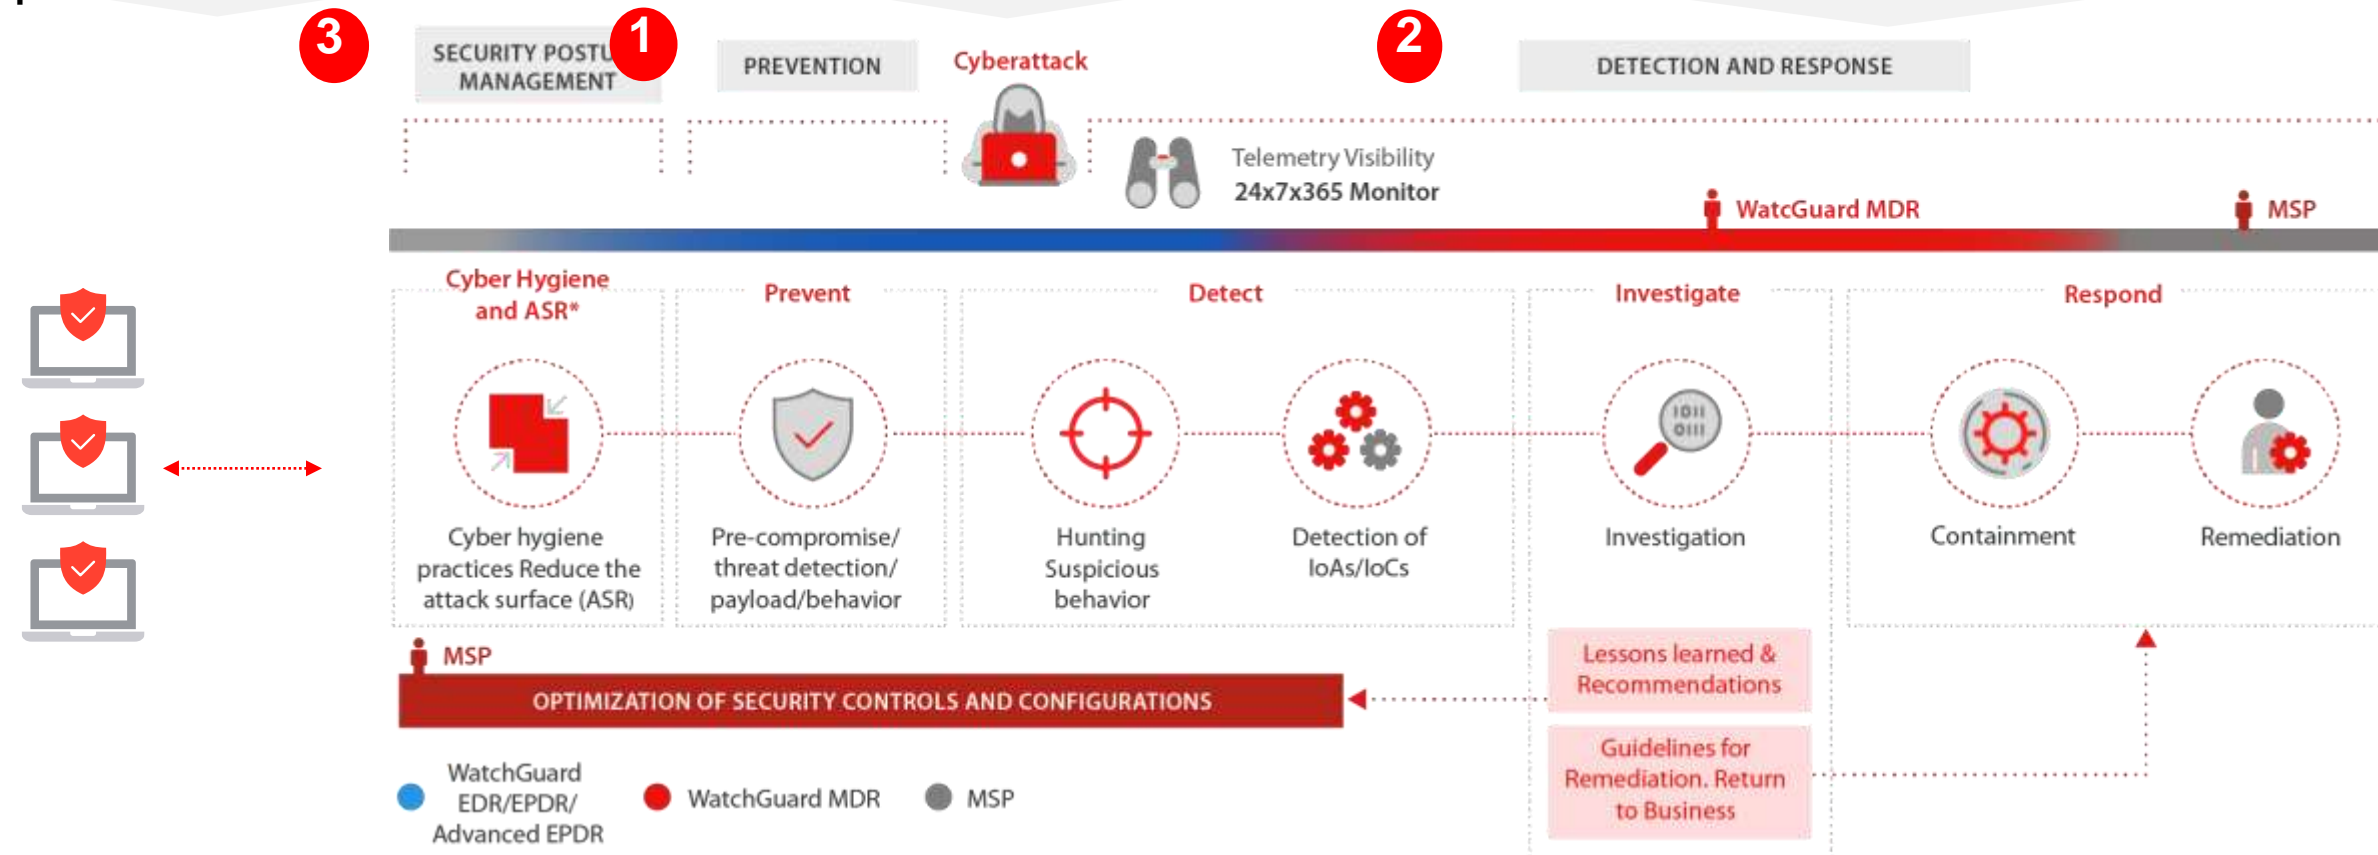 3
SECURITY POSTU
MANAGEMENT
1
PREVENTION
Cyberattack
2
DETECTION AND RESPONSE
Telemetry Visibility
24x7x365 Monitor
WatcGuard MDR
MSP
Cyber Hygiene
and ASR*
Prevent
Detect
Investigate
Respond
1011
0111
Cyber hygiene
practices Reduce the
attack surface (ASR)
Pre-compromise/
threat detection/
payload/behavior
Hunting
Suspicious
behavior
Detection of
IoAs/IoCs
Investigation
Containment
Remediation
MSP
OPTIMIZATION OF SECURITY CONTROLS AND CONFIGURATIONS
Lessons learned &
Recommendations
Guidelines for
Remediation. Return
to Business
WatchGuard
EDR/EPDR/
Advanced EPDR
WatchGuard MDR
MSP